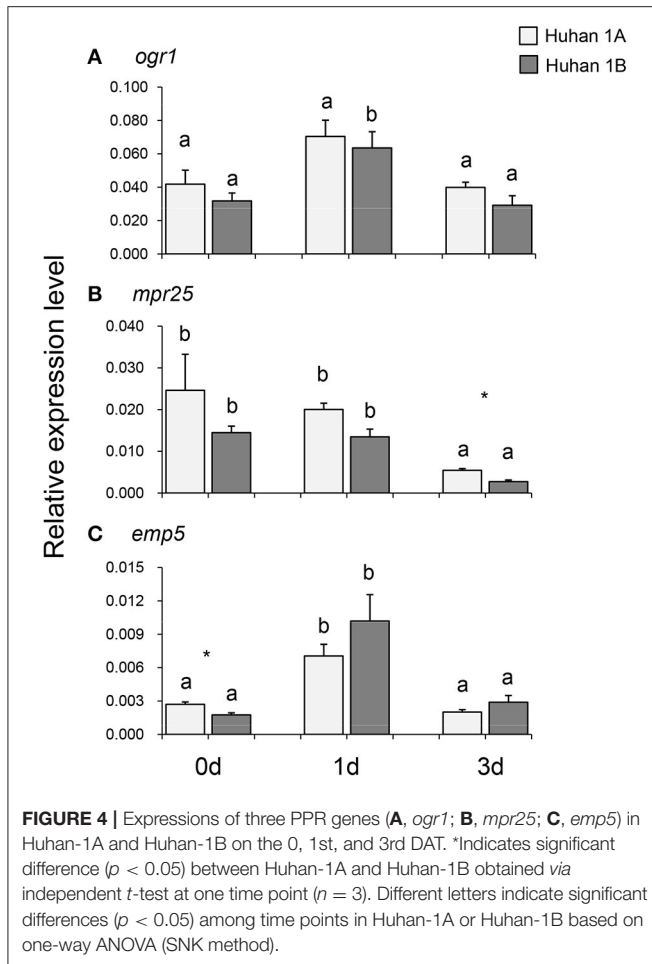 Huhan 1A
Huhan 1B
A ogr1
0.100
0.080
0.060
0.040
0.020
0.000
a a a b a a
B mpr25
0.040
0.030
0.020
0.010
0.000
b b b b * a a
C emp5
0.015
0.012
0.009
0.006
0.003
0.000
* a a b b a a
0d 1d 3d
Relative expression level
FIGURE 4 | Expressions of three PPR genes (A, ogr1; B, mpr25; C, emp5) in
Huhan-1A and Huhan-1B on the 0, 1st, and 3rd DAT. *Indicates significant
difference (p < 0.05) between Huhan-1A and Huhan-1B obtained via
independent t-test at one time point (n = 3). Different letters indicate significant
differences (p < 0.05) among time points in Huhan-1A or Huhan-1B based on
one-way ANOVA (SNK method).